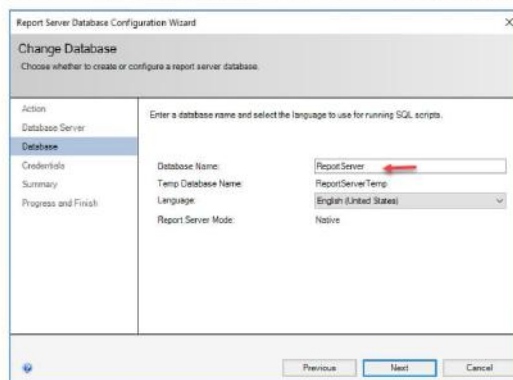 Report Server Database Configuration Wizard
Change Database
Choose whether to create or configure a report server database.
Action
Database Server
Database
Credentials
Summary
Progress and Finish
Enter a database name and select the language to use for running SQL scripts.
Database Name:
ReportServer
Temp Database Name:
ReportServerTemp
Language:
English (United States)
Report Server Mode:
Native
Previous
Next
Cancel